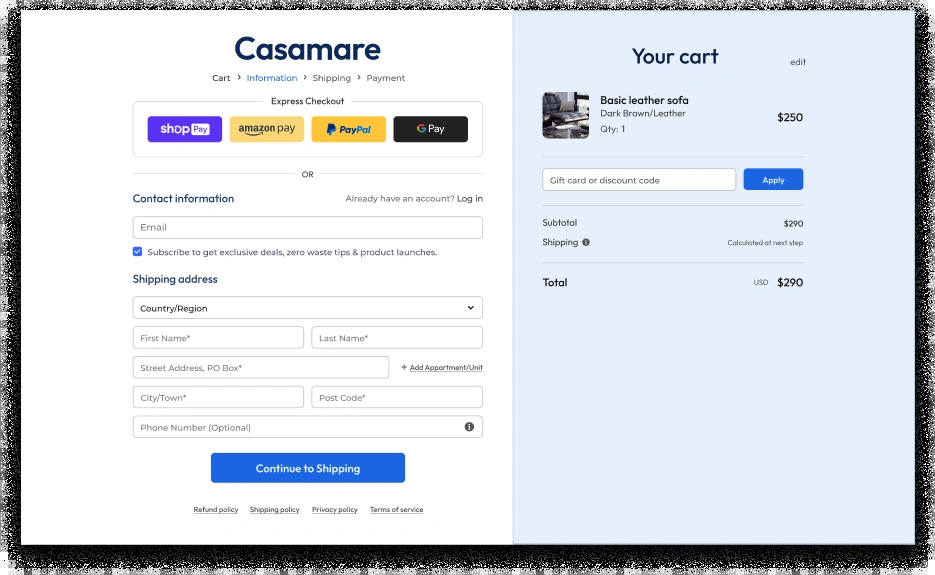 Casamare
Cart > Information > Shipping > Payment
Express Checkout
shop Pay
amazon pay
PayPal
G Pay
OR
Contact information
Already have an account? Log in
Email
Subscribe to get exclusive deals, zero waste tips & product launches.
Shipping address
Country/Region
First Name*
Last Name*
Street Address, PO Box*
+ Add Appartment/Unit
City/Town*
Post Code*
Phone Number (Optional)
Continue to Shipping
Refund policy
Shipping policy
Privacy policy
Terms of service
Your cart
edit
Basic leather sofa
Dark Brown/Leather
Qty: 1
$250
Gift card or discount code
Apply
Subtotal
$290
Shipping
Calculated at next step
Total
USD $290